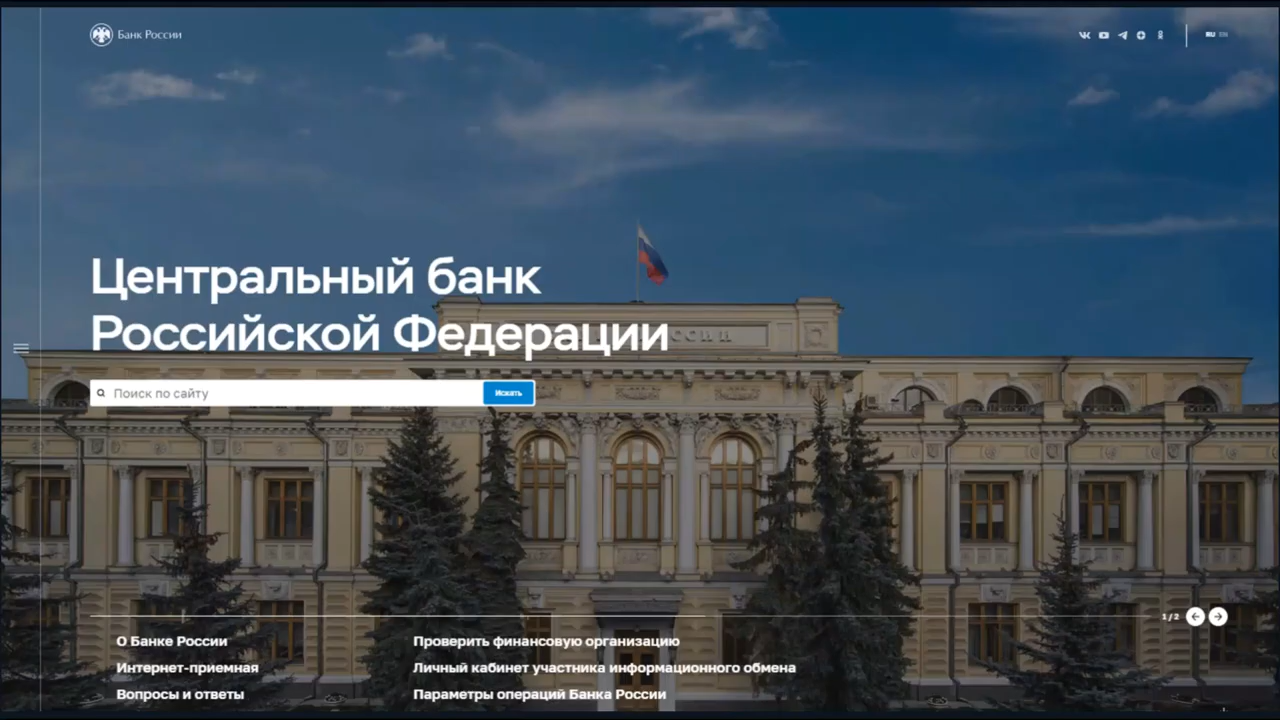 Банк России
RU EN
Центральный банк
Российской Федерации
Поиск по сайту
Искать
1/2
О Банке России
Проверить финансовую организацию
Интернет-приемная
Личный кабинет участника информационного обмена
Вопросы и ответы
Параметры операций Банка России